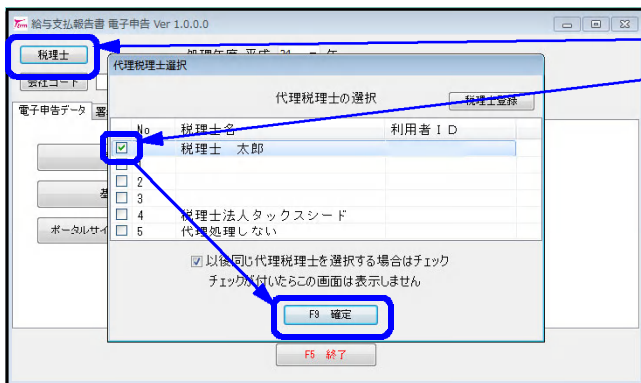 給与支払報告書 電子申告 Ver 1.0.0.0
税理士
処理年度 平成 24 年
代理税理士選択
会社コード
代理税理士の選択
税理士登録
電子申告データ 署
No 税理士名 利用者ID
税理士 太郎
1
2
3
4 税理士法人タックスシード
5 代理処理しない
基
ポータルサイ
以後同じ代理税理士を選択する場合はチェック
チェックが付いたらこの画面は表示しません
F9 確定
F5 終了